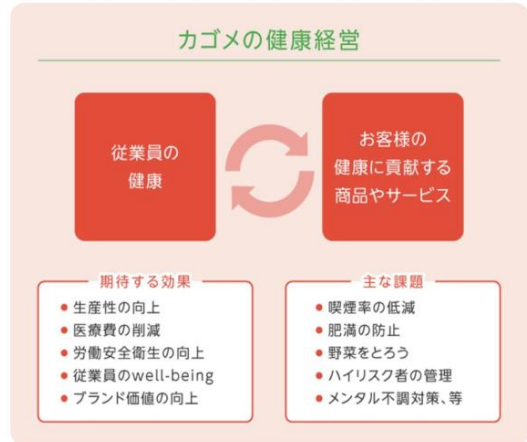 カゴメの健康経営
従業員の
健康
お客様の
健康に貢献する
商品やサービス
期待する効果
● 生産性の向上
● 医療費の削減
● 労働安全衛生の向上
● 従業員のwell-being
● ブランド価値の向上
主な課題
● 喫煙率の低減
● 肥満の防止
● 野菜をとろう
● ハイリスク者の管理
● メンタル不調対策、等